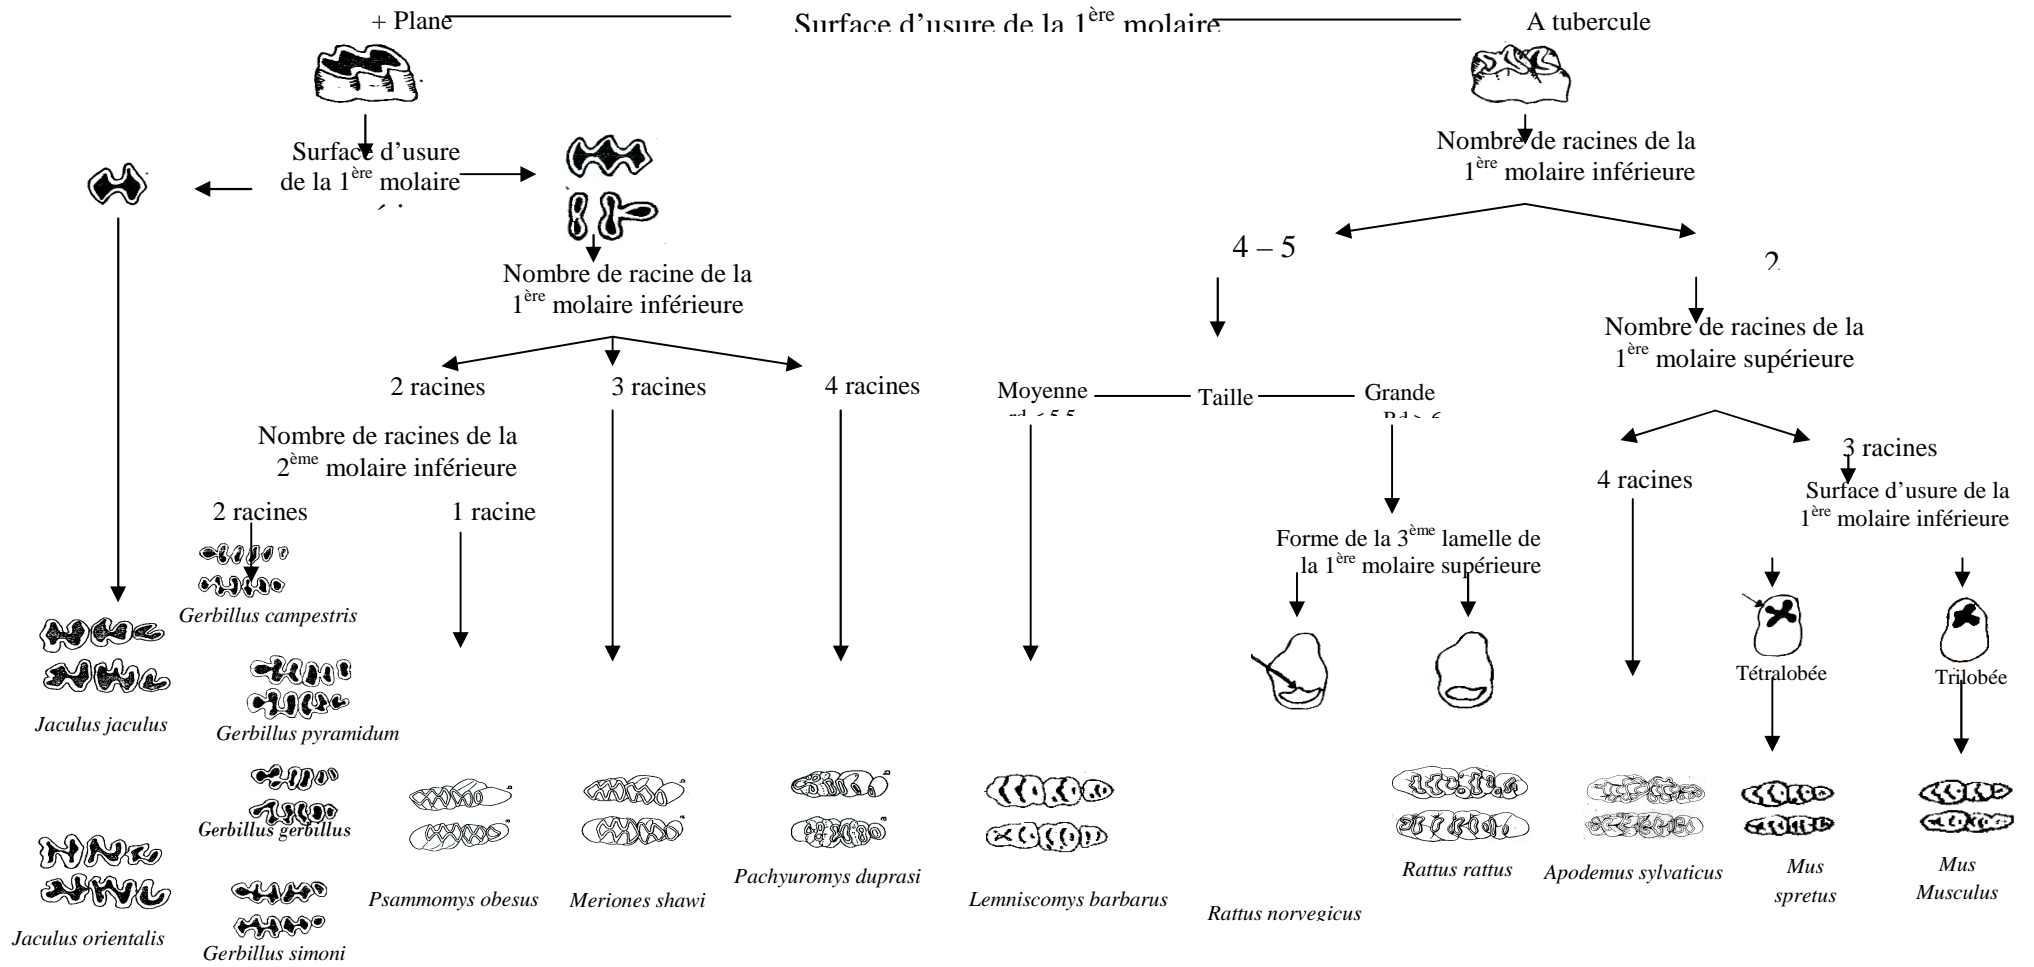 + Plane
Surface d'usure de la 1ère molaire
A tubercule
Surface d'usure
de la 1ère molaire
Nombre de racines de la
1ère molaire inférieure
4 – 5
2
Nombre de racine de la
1ère molaire inférieure
Nombre de racines de la
1ère molaire supérieure
2 racines
3 racines
4 racines
Moyenne
Taille
Grande
Nombre de racines de la
2ème molaire inférieure
4 racines
3 racines
Surface d'usure de la
1ère molaire inférieure
2 racines
1 racine
Forme de la 3ème lamelle de
la 1ère molaire supérieure
Gerbillus campestris
Tétralobée
Trilobée
Jaculus jaculus
Gerbillus pyramidum
Gerbillus gerbillus
Psammomys obesus
Meriones shawi
Pachyuromys duprasi
Lemniscomys barbarus
Rattus norvegicus
Rattus rattus
Apodemus sylvaticus
Mus
spretus
Mus
Musculus
Jaculus orientalis
Gerbillus simoni